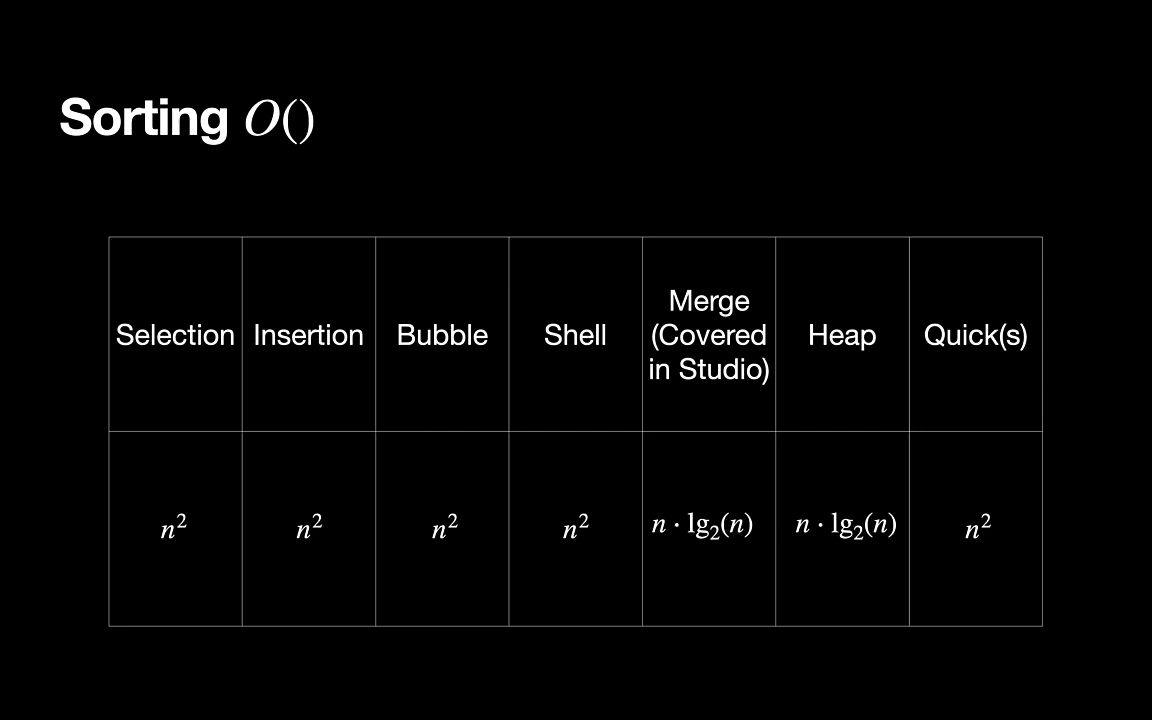 Sorting O()
Selection
Insertion
Bubble
Shell
Merge
(Covered
in Studio)
Heap
Quick(s)
n²
n²
n²
n²
n · lg₂(n)
n · lg₂(n)
n²